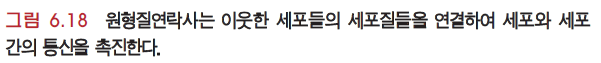 그림 6.18 원형질연락사는 이웃한 세포들의 세포질들을 연결하여 세포와 세포
간의 통신을 촉진한다.